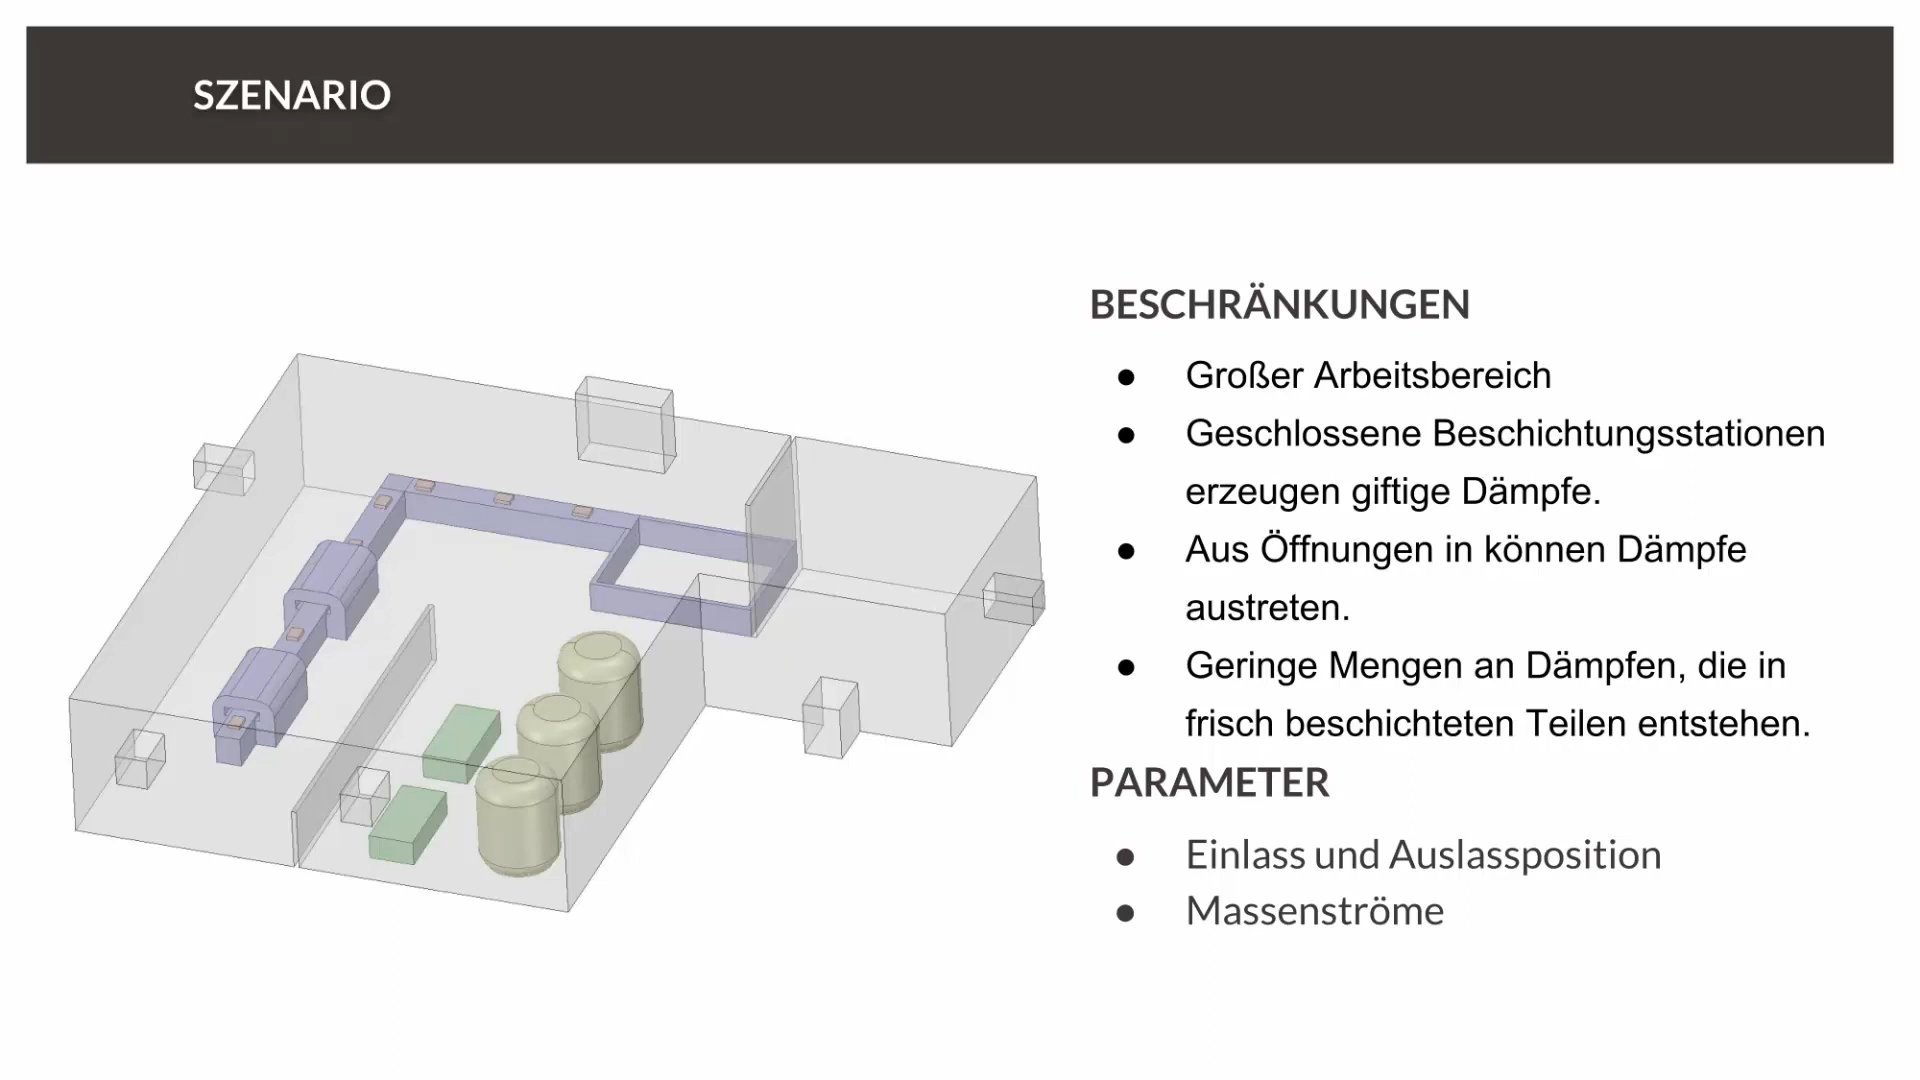 SZENARIO
BESCHRÄNKUNGEN
● Großer Arbeitsbereich
● Geschlossene Beschichtungsstationen
erzeugen giftige Dämpfe.
● Aus Öffnungen in können Dämpfe
austreten.
● Geringe Mengen an Dämpfen, die in
frisch beschichteten Teilen entstehen.
PARAMETER
● Einlass und Auslassposition
● Massenströme